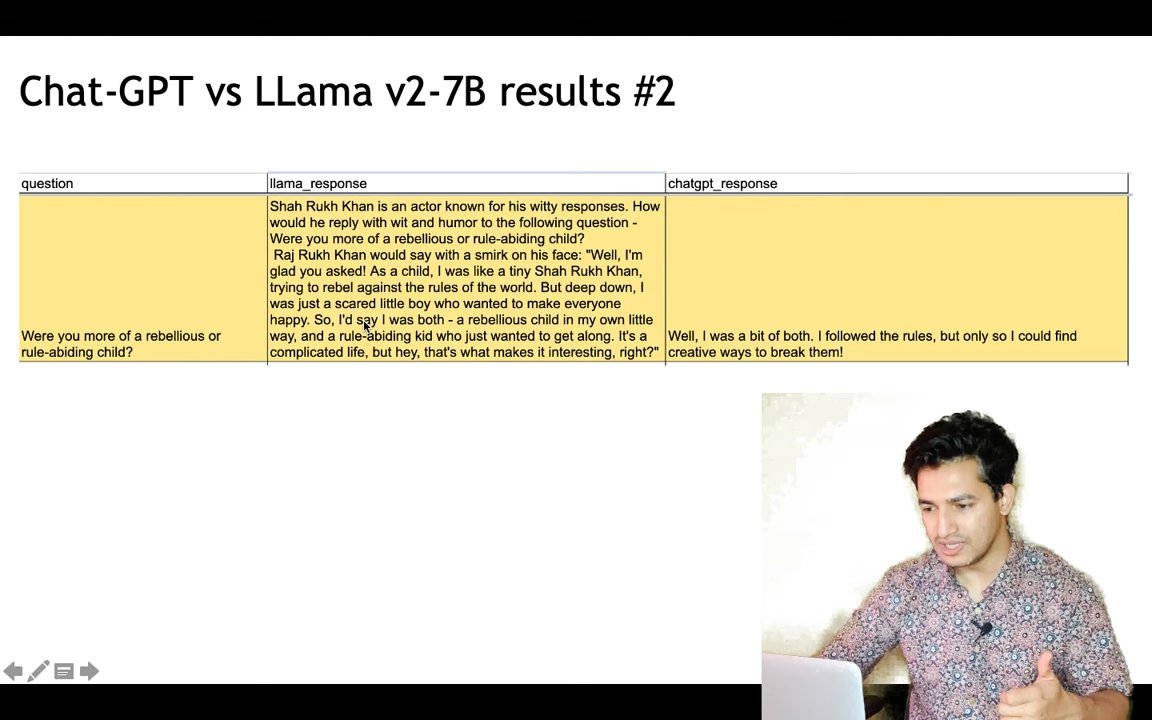 Chat-GPT vs LLama v2-7B results #2
question
llama_response
chatgpt_response
Were you more of a rebellious or
rule-abiding child?
Shah Rukh Khan is an actor known for his witty responses. How
would he reply with wit and humor to the following question -
Were you more of a rebellious or rule-abiding child?
Raj Rukh Khan would say with a smirk on his face: "Well, I'm
glad you asked! As a child, I was like a tiny Shah Rukh Khan,
trying to rebel against the rules of the world. But deep down, I
was just a scared little boy who wanted to make everyone
happy. So, I'd say I was both - a rebellious child in my own little
way, and a rule-abiding kid who just wanted to get along. It's a
complicated life, but hey, that's what makes it interesting, right?"
Well, I was a bit of both. I followed the rules, but only so I could find
creative ways to break them!